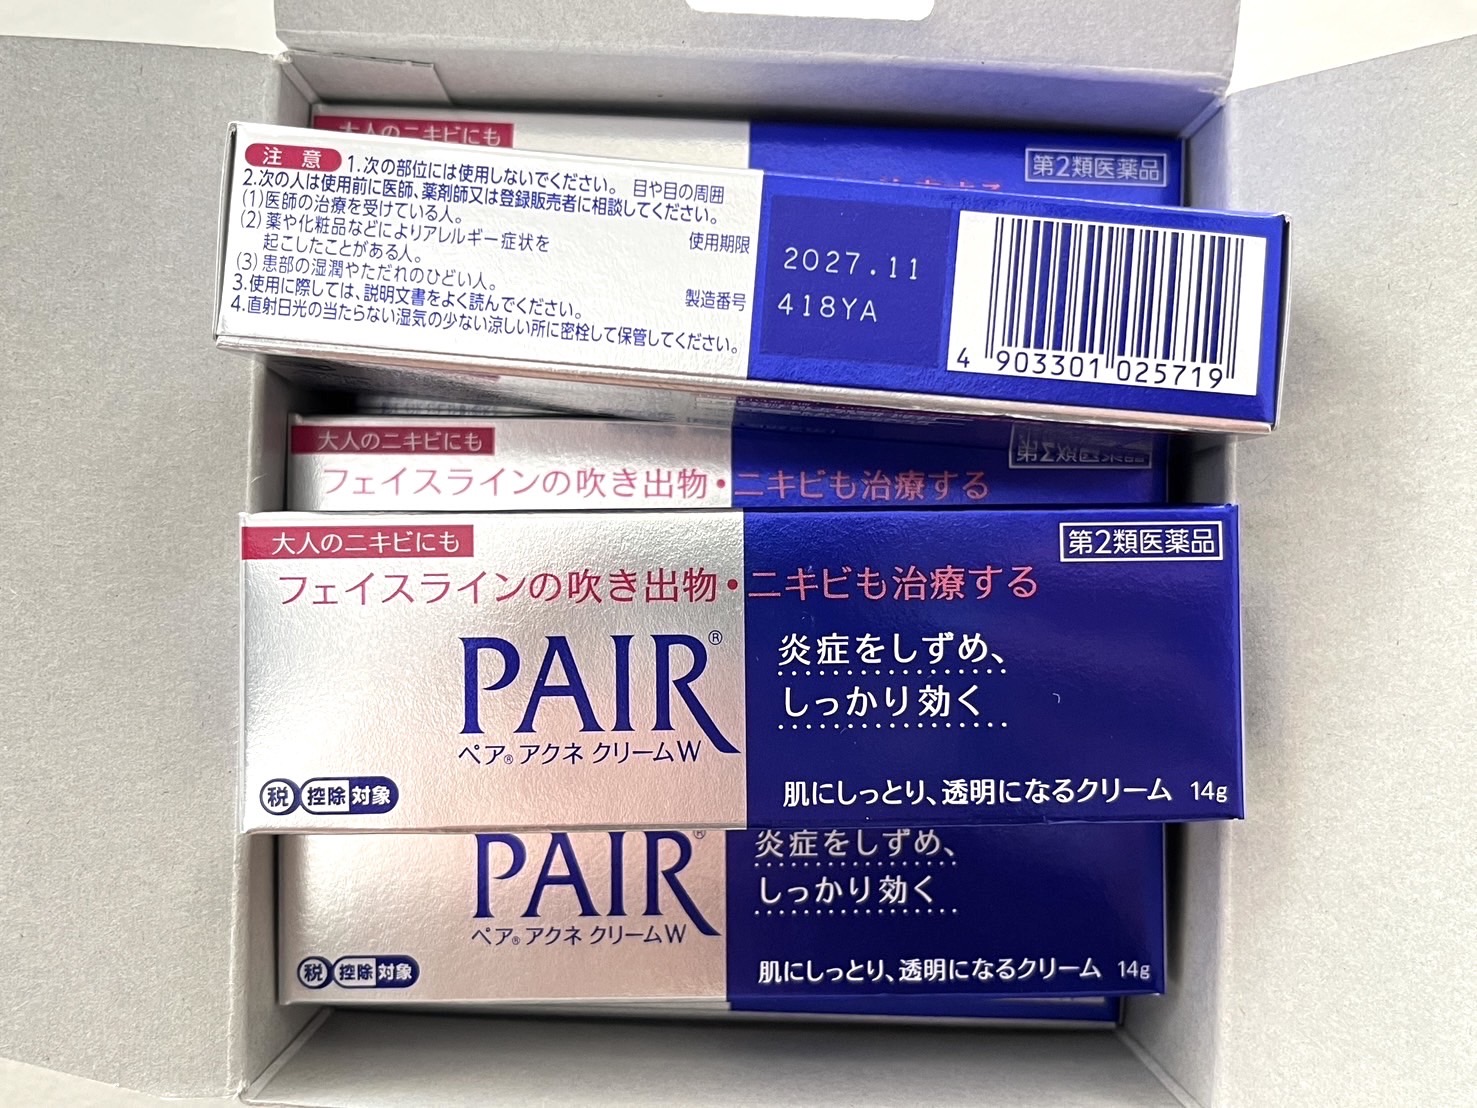 大人のニキビにも
第2類医薬品
注意 1.次の部位には使用しないでください。 目や目の周囲
2.次の人は使用前に医師、薬剤師又は登録販売者に相談してください。
(1)医師の治療を受けている人。
(2)薬や化粧品などによりアレルギー症状を
起こしたことがある人。
(3)患部の湿潤やただれのひどい人。
3.使用に際しては、説明文書をよく読んでください。
4.直射日光の当たらない湿気の少ない涼しい所に密栓して保管してください。
使用期限
2027.11
製造番号
418YA
4 903301 025719
大人のニキビにも
第2類医薬品
フェイスラインの吹き出物・ニキビも治療する
大人のニキビにも
第2類医薬品
フェイスラインの吹き出物・ニキビも治療する
PAIR®
ペア®アクネ クリームW
炎症をしずめ、
しっかり効く
税 控除対象
肌にしっとり、透明になるクリーム 14g
PAIR®
ペア®アクネ クリームW
炎症をしずめ、
しっかり効く
税 控除対象
肌にしっとり、透明になるクリーム 14g